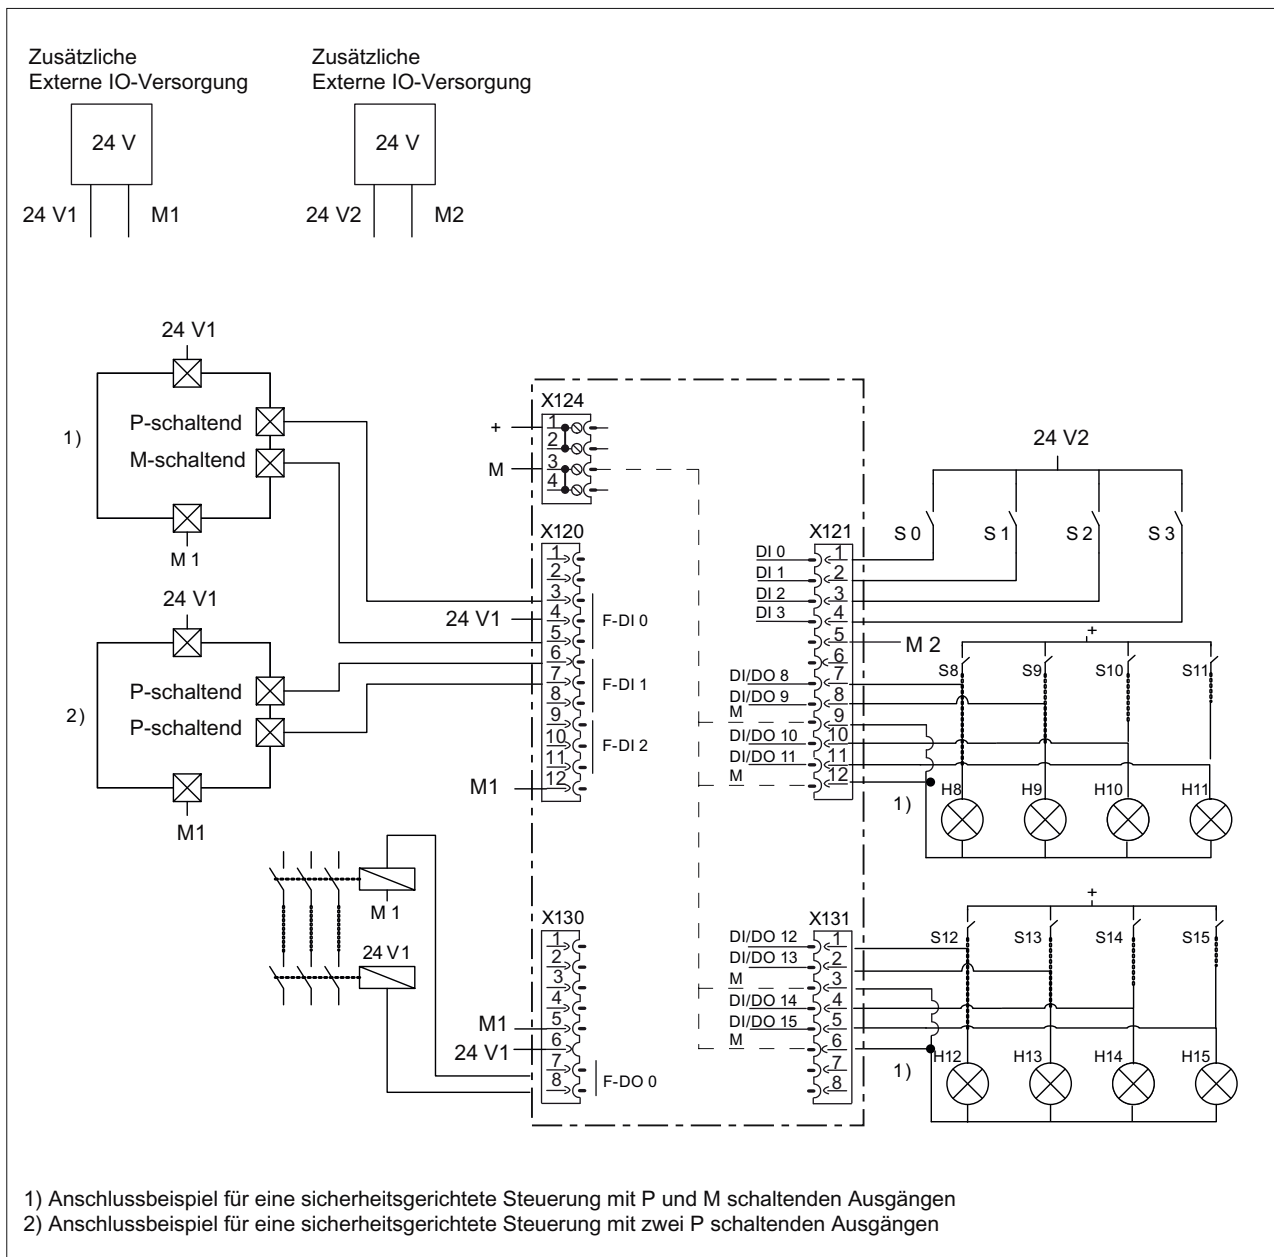 Zusätzliche
Externe IO-Versorgung
Zusätzliche
Externe IO-Versorgung
24 V
24 V
24 V1
M1
24 V2
M2
24 V1
1)
P-schaltend
M-schaltend
M 1
24 V1
2)
P-schaltend
P-schaltend
M1
M 1
24 V1
X124
+
M
1
2
3
4
X120
1
2
3
4
5
6
7
8
9
10
11
12
24 V1
M1
F-DI 0
F-DI 1
F-DI 2
X130
1
2
3
4
5
6
7
8
M1
24 V1
F-DO 0
X121
DI 0
DI 1
DI 2
DI 3
DI/DO 8
DI/DO 9
M
DI/DO 10
DI/DO 11
M
1
2
3
4
5
6
7
8
9
10
11
12
M 2
24 V2
S 0
S 1
S 2
S 3
+
S8
S9
S10
S11
1)
H8
H9
H10
H11
X131
DI/DO 12
DI/DO 13
M
DI/DO 14
DI/DO 15
M
1
2
3
4
5
6
7
8
+
S12
S13
S14
S15
1)
H12
H13
H14
H15
1) Anschlussbeispiel für eine sicherheitsgerichtete Steuerung mit P und M schaltenden Ausgängen
2) Anschlussbeispiel für eine sicherheitsgerichtete Steuerung mit zwei P schaltenden Ausgängen